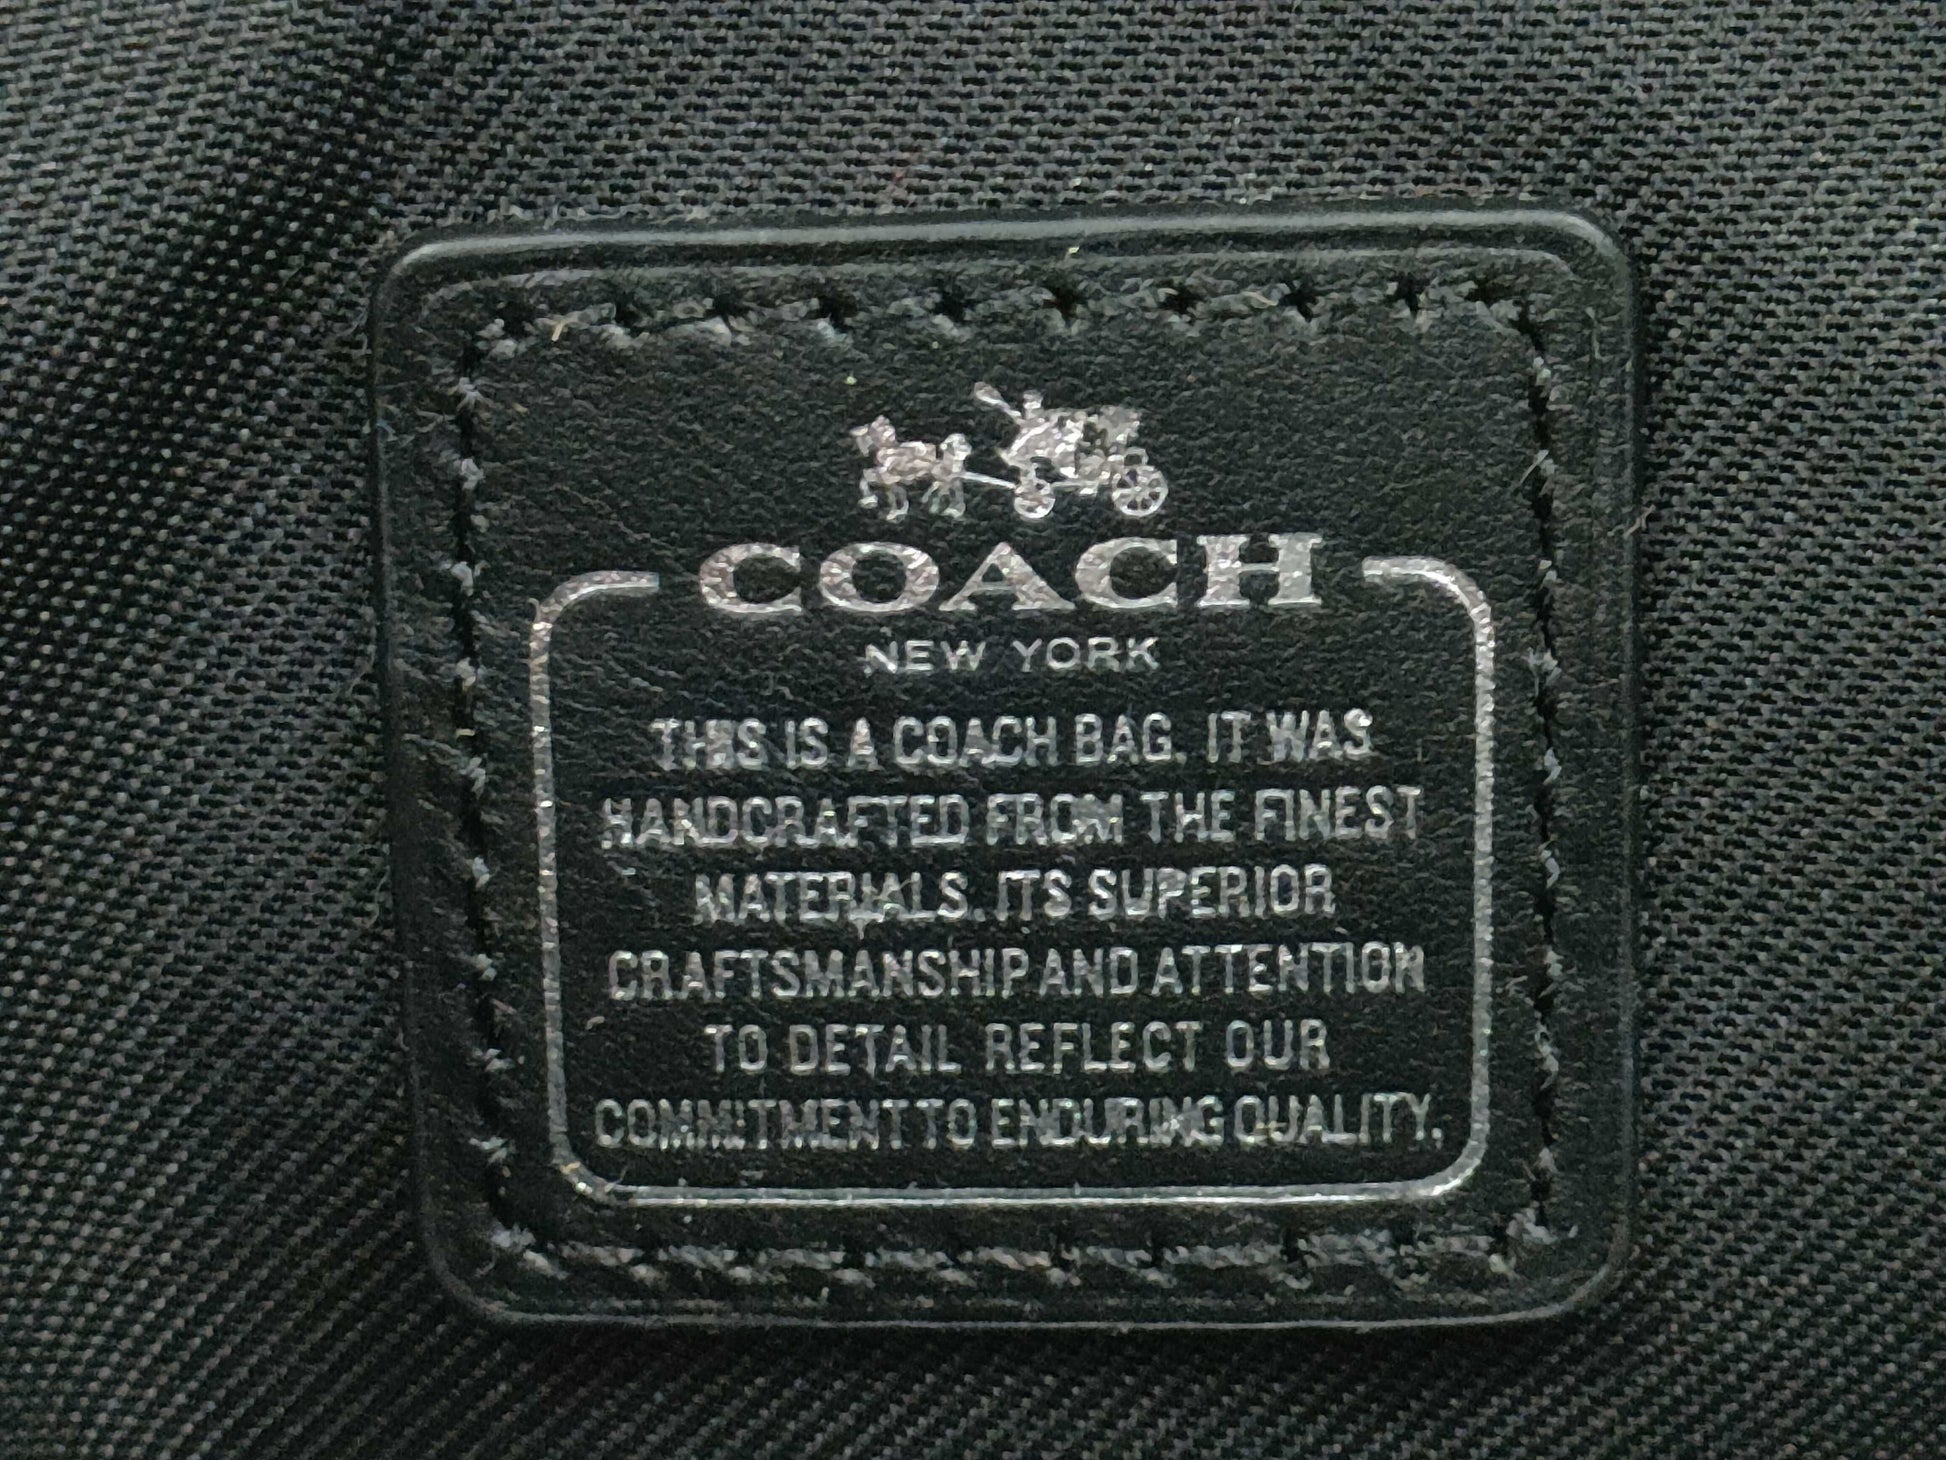 COACH
NEW YORK
THIS IS A COACH BAG. IT WAS
HANDCRAFTED FROM THE FINEST
MATERIALS. ITS SUPERIOR
CRAFTSMANSHIP AND ATTENTION
TO DETAIL REFLECT OUR
COMMITMENT TO ENDURING QUALITY.